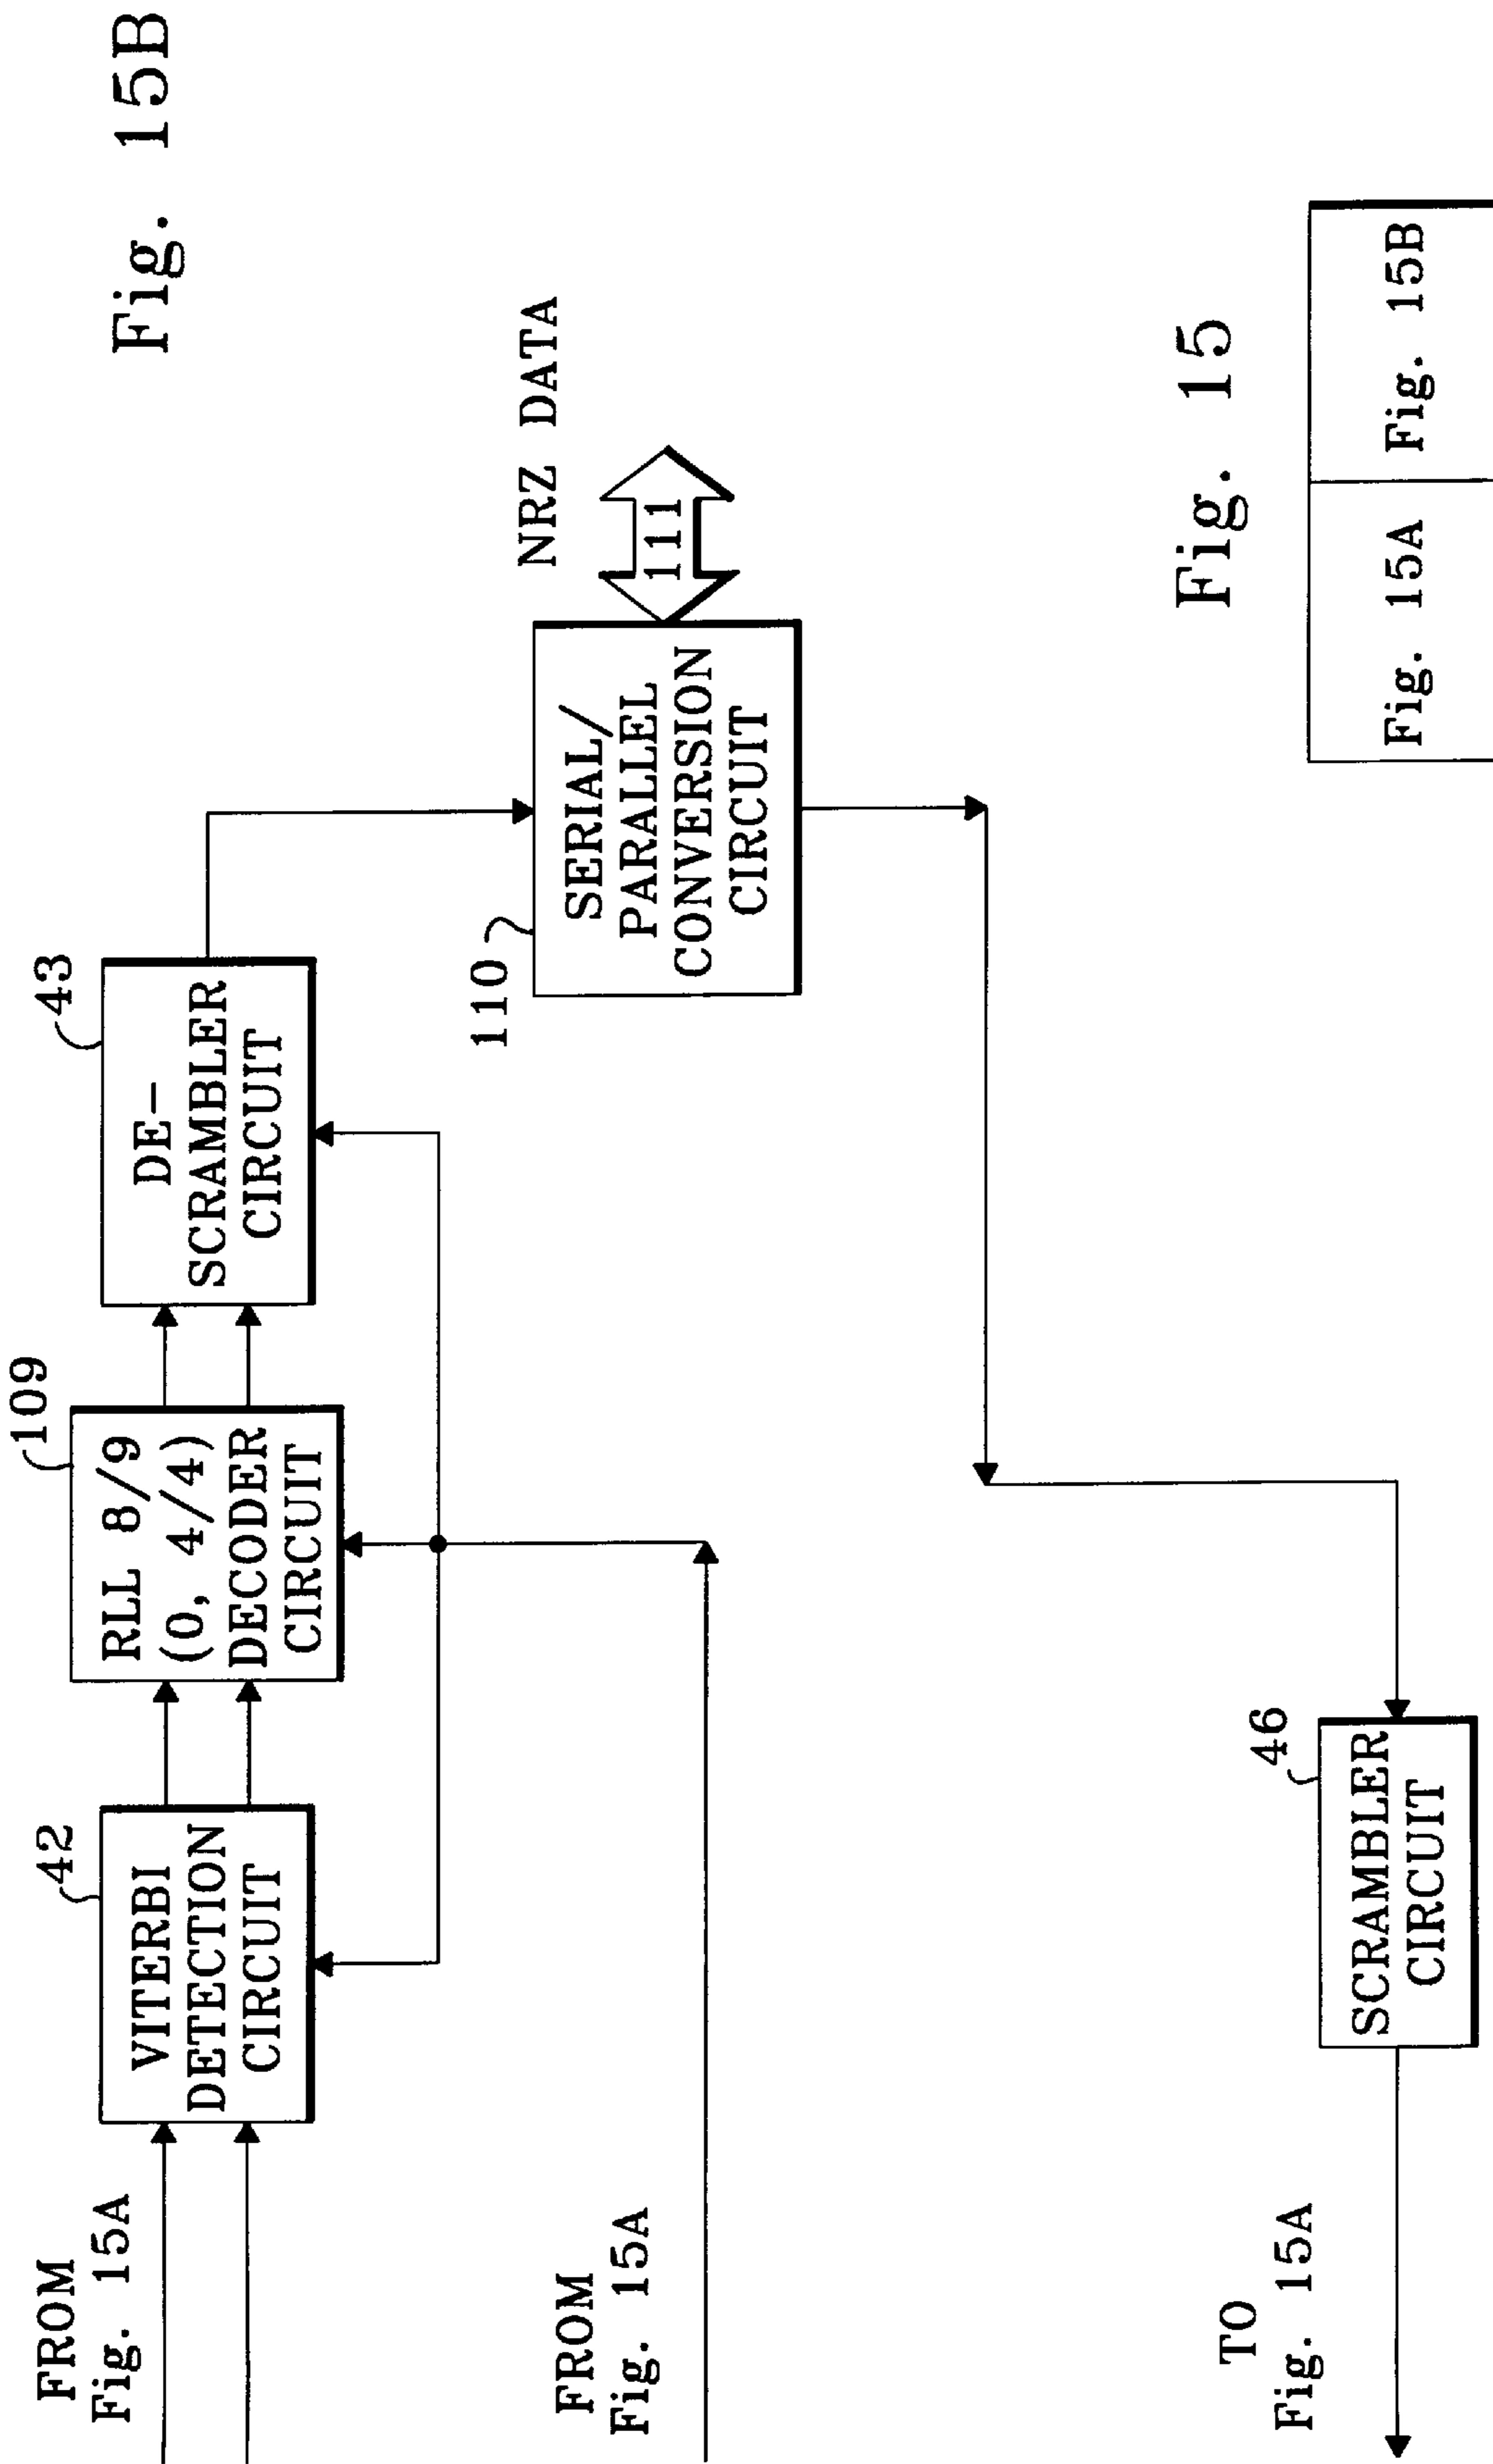 Fig. 15B
FROM
Fig. 15A
42
VITERBI
DETECTION
CIRCUIT
109
RLL 8/9
(0, 4/4)
DECODER
CIRCUIT
43
DE-
SCRAMBLER
CIRCUIT
FROM
Fig. 15A
110
SERIAL/
PARALLEL
CONVERSION
CIRCUIT
NRZ DATA
111
TO
Fig. 15A
46
SCRAMBLER
CIRCUIT
Fig. 15
Fig. 15A
Fig. 15B